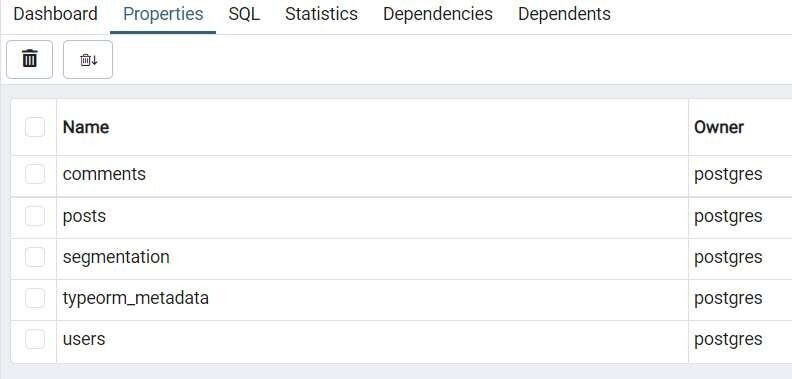 Dashboard Properties SQL Statistics Dependencies Dependents
Name Owner
comments postgres
posts postgres
segmentation postgres
typeorm_metadata postgres
users postgres